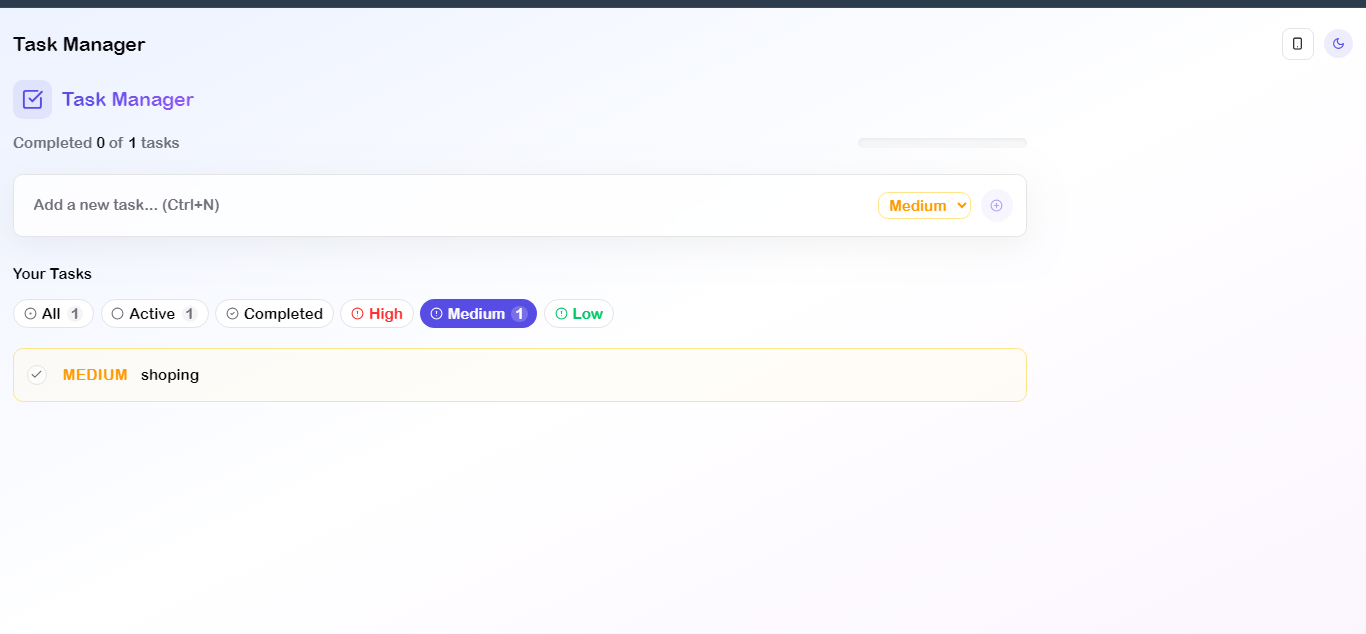 Task Manager
Task Manager
Completed 0 of 1 tasks
Add a new task... (Ctrl+N)
Medium
Your Tasks
All 1 Active 1 Completed High Medium 1 Low
MEDIUM shoping